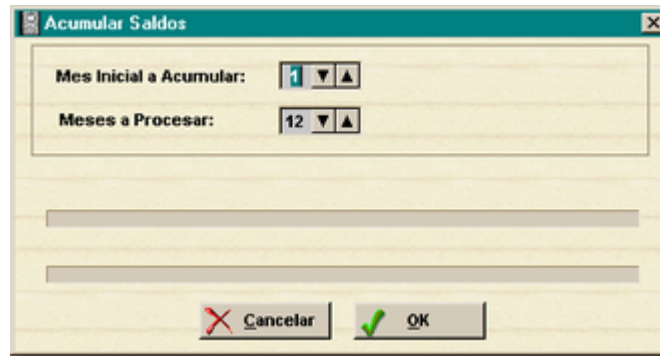 Acumular Saldos
Mes Inicial a Acumular: 1
Meses a Procesar: 12
Cancelar OK